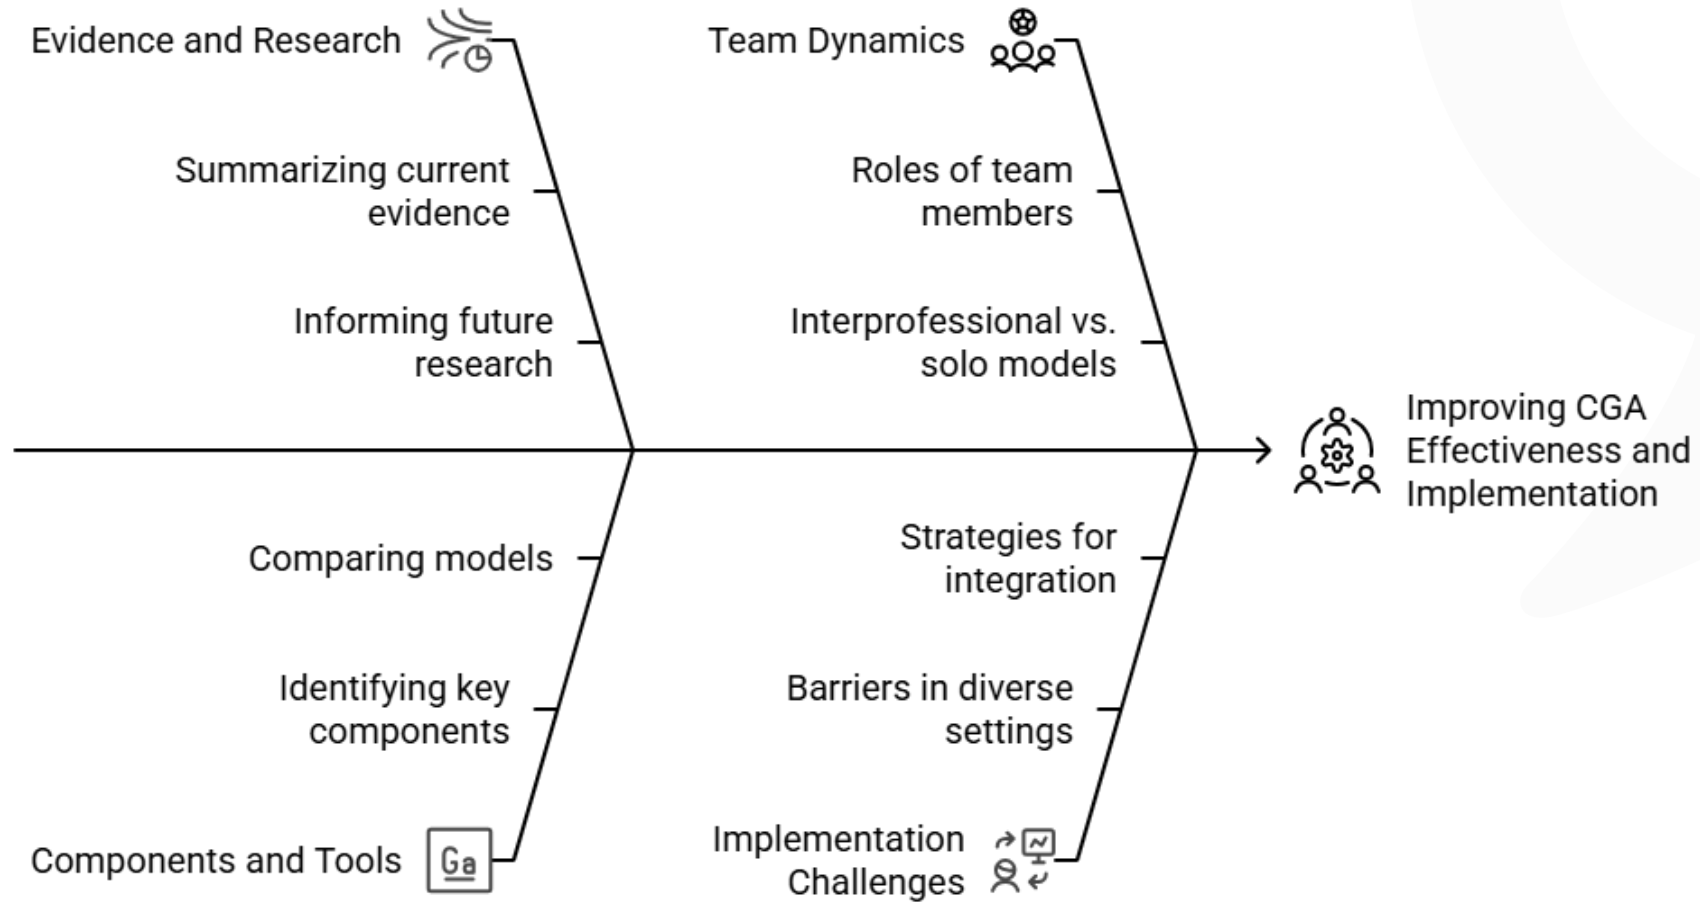 Evidence and Research
Team Dynamics
Summarizing current
evidence
Roles of team
members
Informing future
research
Interprofessional vs.
solo models
Improving CGA
Effectiveness and
Implementation
Comparing models
Strategies for
integration
Identifying key
components
Barriers in diverse
settings
Components and Tools
Ga
Implementation
Challenges